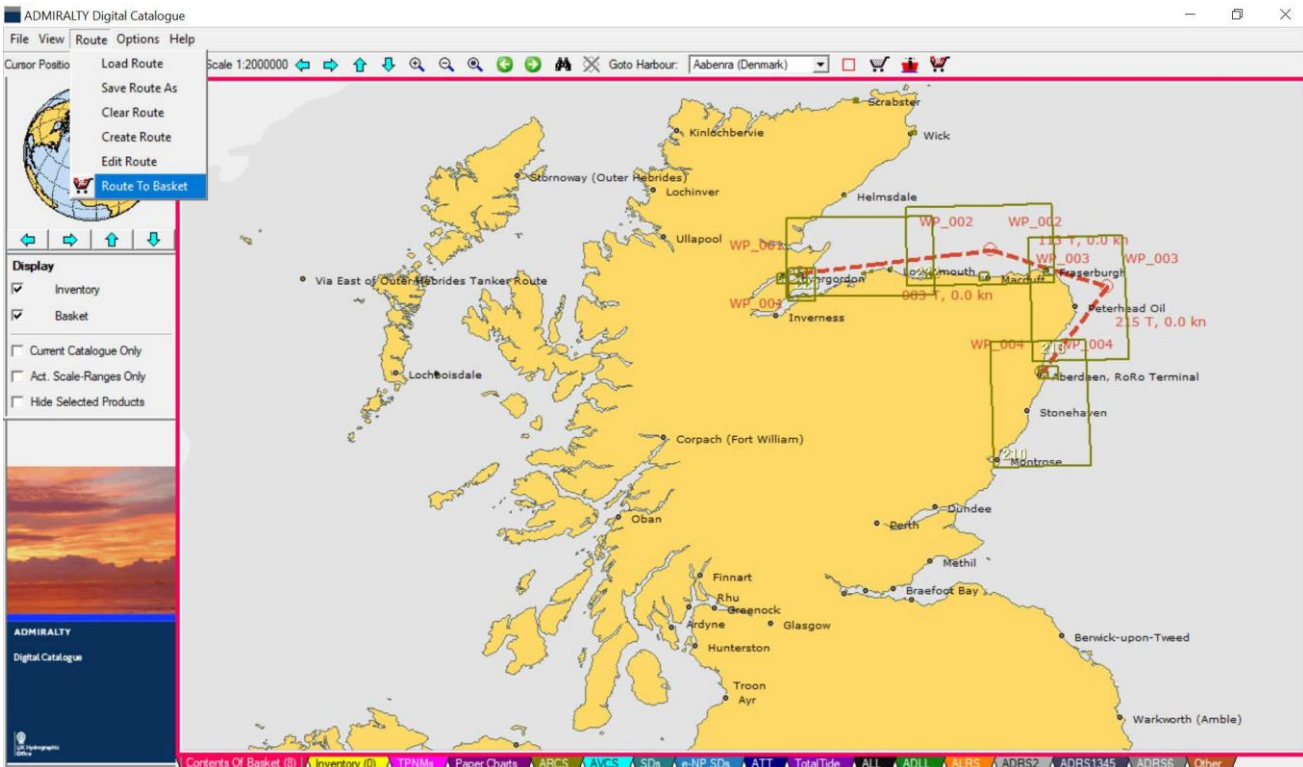 ADMIRALTY Digital Catalogue
File View Route Options Help
Scale 1:2000000 Goto Harbour: Aabenra (Denmark)
Cursor Positio
Load Route
Save Route As
Clear Route
Create Route
Edit Route
Route To Basket
Display
Inventory
Basket
Current Catalogue Only
Act. Scale-Ranges Only
Hide Selected Products
ADMIRALTY
Digital Catalogue
UK Hydrographic
Office
Scrabster
Kinlochbervie
Wick
Stornoway (Outer Hebrides)
Lochinver
Helmsdale
WP_002 WP_002
Ullapool
WP_001
113 T, 0.0 kn
WP_003 WP_003
Via East of Outer Hebrides Tanker Route
Invergordon
Macduff
Fraserburgh
083 T, 0.0 kn
WP_001
Peterhead Oil
Inverness
215 T, 0.0 kn
WP_004 WP_004
Lochboisdale
Aberdeen, RoRo Terminal
Stonehaven
Corpach (Fort William)
210
Montrose
Dundee
Oban
Perth
Methil
Finnart
Braefoot Bay
Rhu
Greenock
Ardyne
Glasgow
Berwick-upon-Tweed
Hunterston
Troon
Ayr
Warkworth (Amble)
Contents Of Basket (8) Inventory (0) TPNMs Paper Charts ARCS AVCS SDs e-NP SDs ATT TotalTide ALL ADLL ALRS ADRS2 ADRS1345 ADRS6 Other